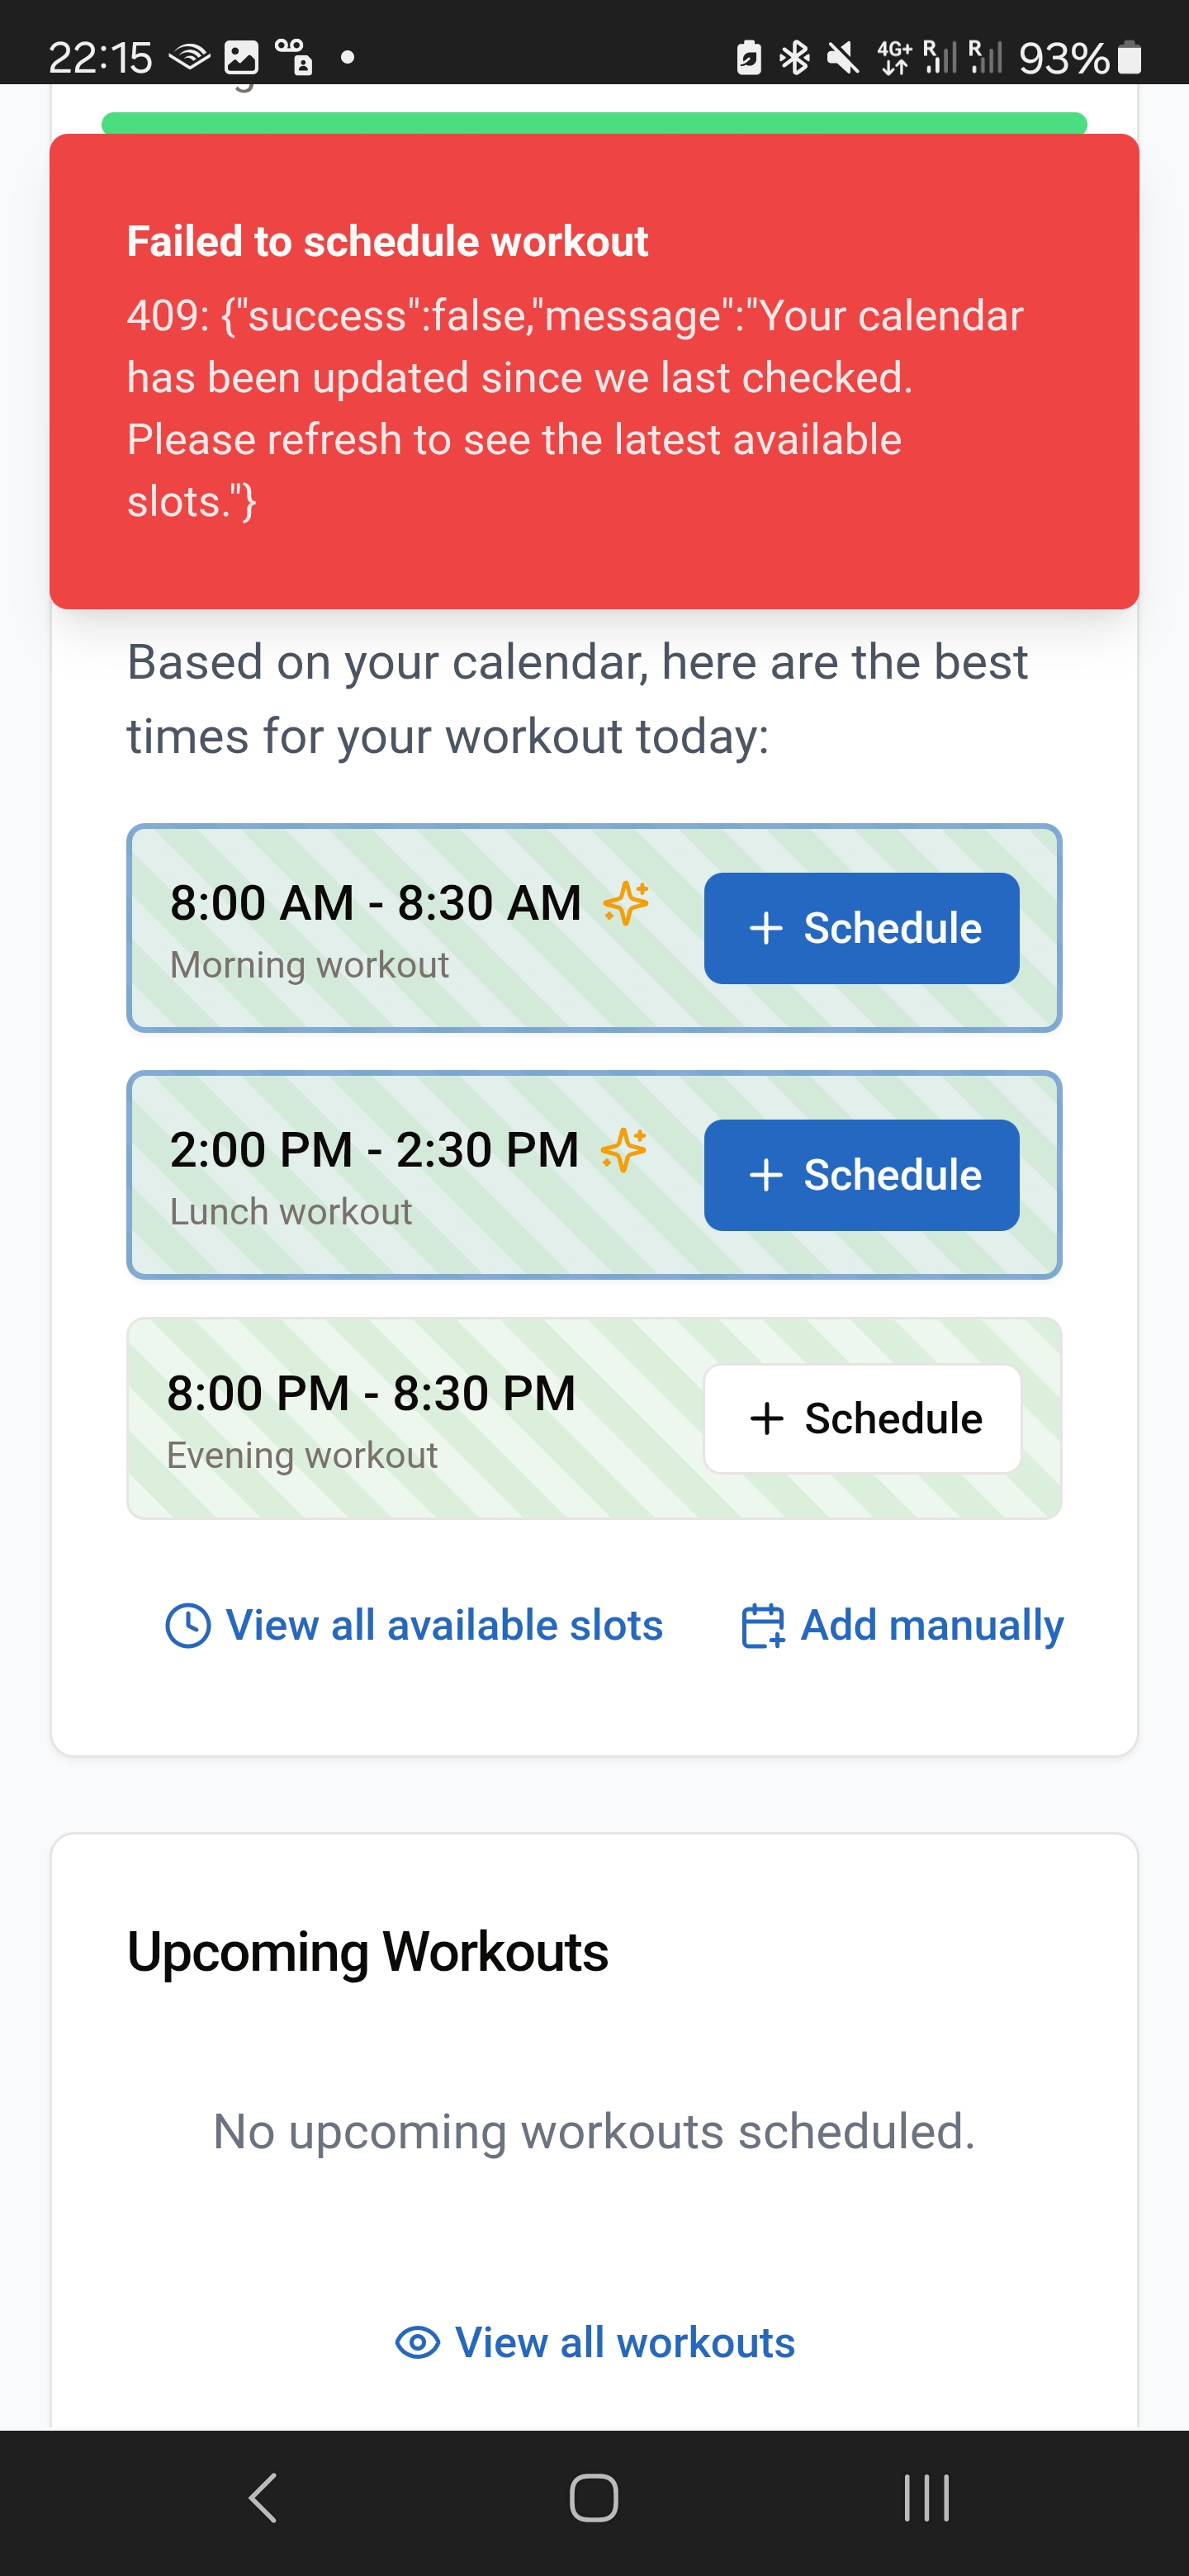 22:15
4G+ R R 93%
Failed to schedule workout
409: {"success":false,"message":"Your calendar
has been updated since we last checked.
Please refresh to see the latest available
slots."}
Based on your calendar, here are the best
times for your workout today:
8:00 AM - 8:30 AM
Morning workout
+ Schedule
2:00 PM - 2:30 PM
Lunch workout
+ Schedule
8:00 PM - 8:30 PM
Evening workout
+ Schedule
View all available slots
Add manually
Upcoming Workouts
No upcoming workouts scheduled.
View all workouts